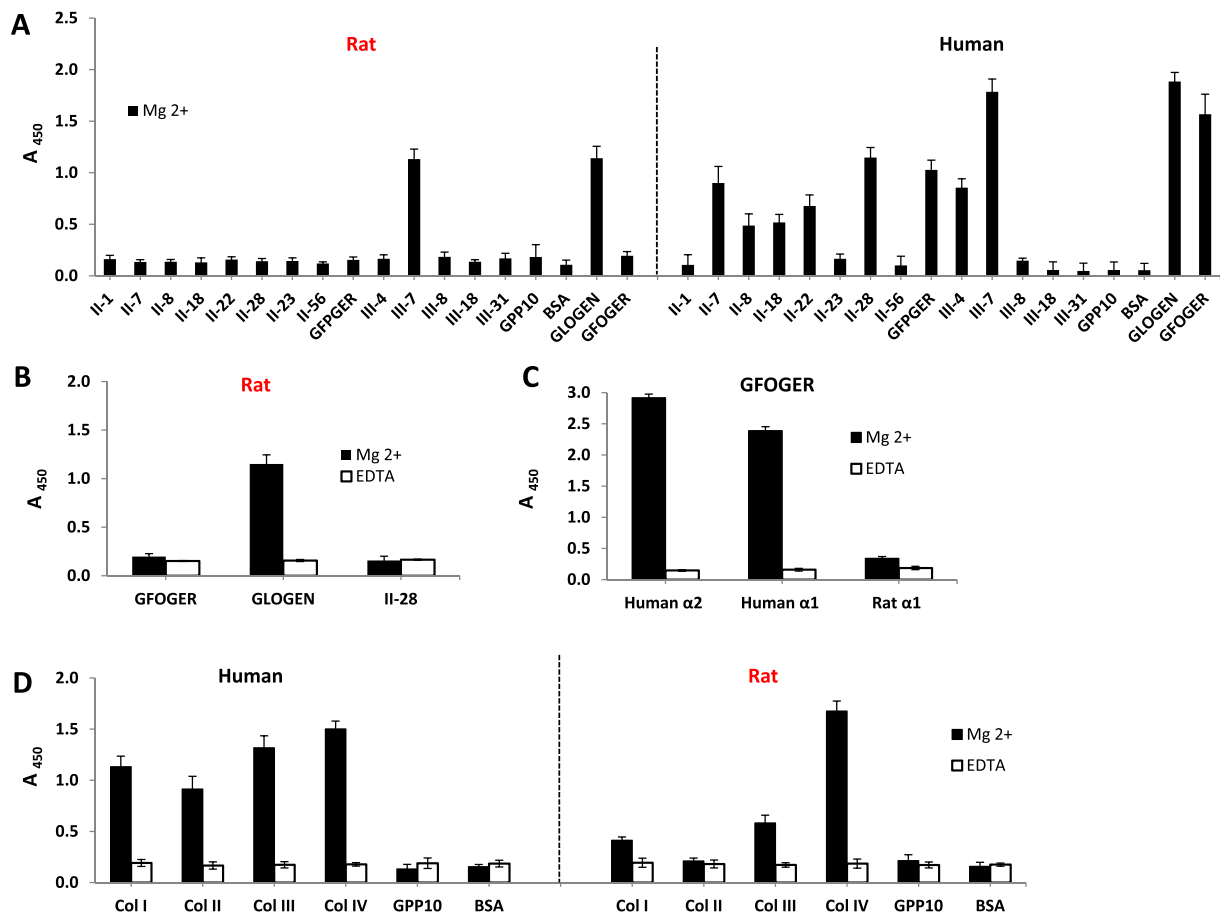 A
Rat
Human
2.5
2.0
1.5
1.0
0.5
0.0
A 450
Mg 2+
II-1 II-7 II-8 II-18 II-22 II-28 II-23 II-56 GFPGER III-4 III-7 III-8 III-18 III-31 GPP10 BSA GLOGEN GFOGER
II-1 II-7 II-8 II-18 II-22 II-23 II-28 II-56 GFPGER III-4 III-7 III-8 III-18 III-31 GPP10 BSA GLOGEN GFOGER
B
Rat
2.0
1.5
1.0
0.5
0.0
A 450
Mg 2+
EDTA
GFOGER GLOGEN II-28
C
GFOGER
3.0
2.5
2.0
1.5
1.0
0.5
0.0
A 450
Mg 2+
EDTA
Human α2 Human α1 Rat α1
D
Human
Rat
2.0
1.5
1.0
0.5
0.0
A 450
Mg 2+
EDTA
Col I Col II Col III Col IV GPP10 BSA
Col I Col II Col III Col IV GPP10 BSA